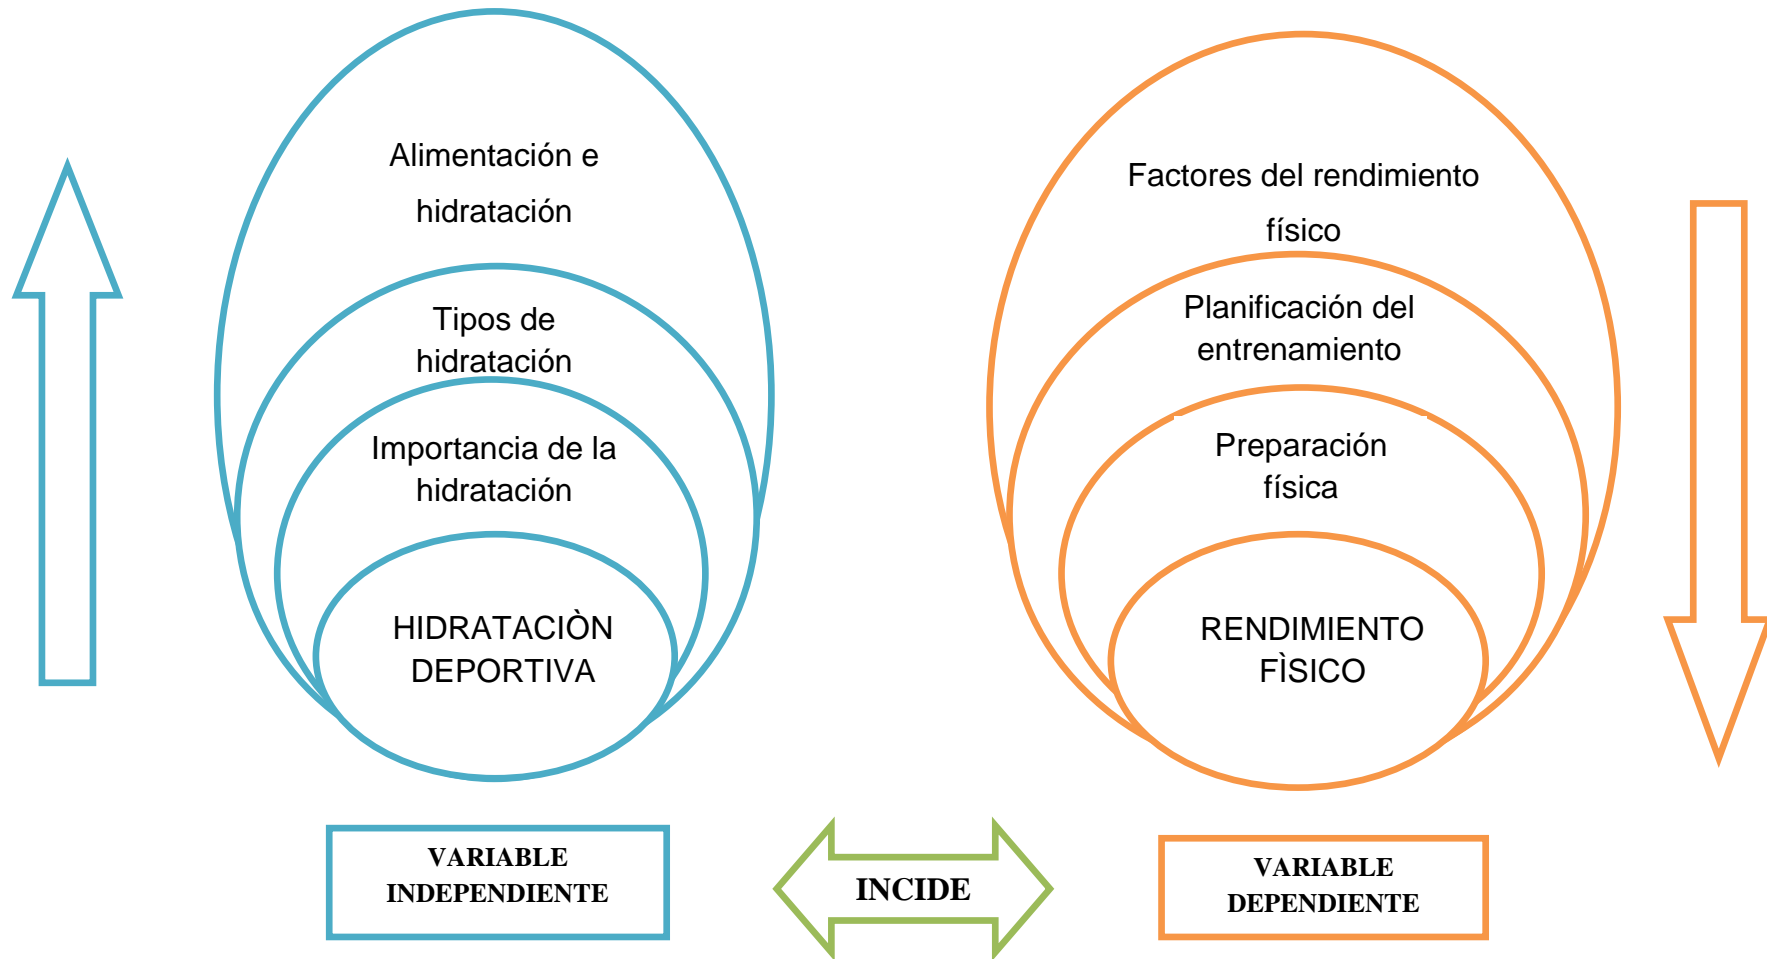 Alimentación e
hidratación
Tipos de
hidratación
Importancia de la
hidratación
HIDRATACIÒN
DEPORTIVA
VARIABLE
INDEPENDIENTE
INCIDE
Factores del rendimiento
físico
Planificación del
entrenamiento
Preparación
física
RENDIMIENTO
FÌSICO
VARIABLE
DEPENDIENTE